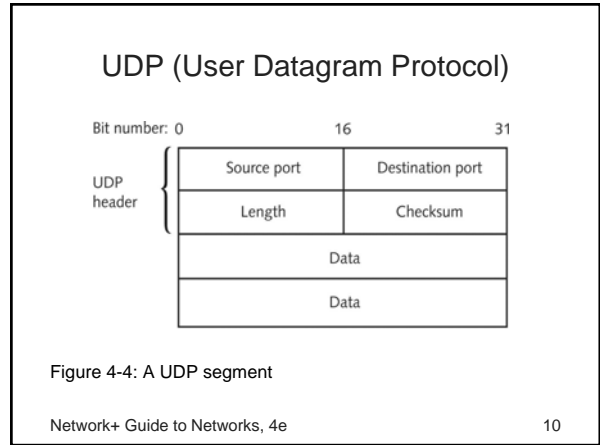 UDP (User Datagram Protocol)
Bit number: 0 16 31
Source port Destination port
UDP
header
Length Checksum
Data
Data
Figure 4-4: A UDP segment
Network+ Guide to Networks, 4e 10